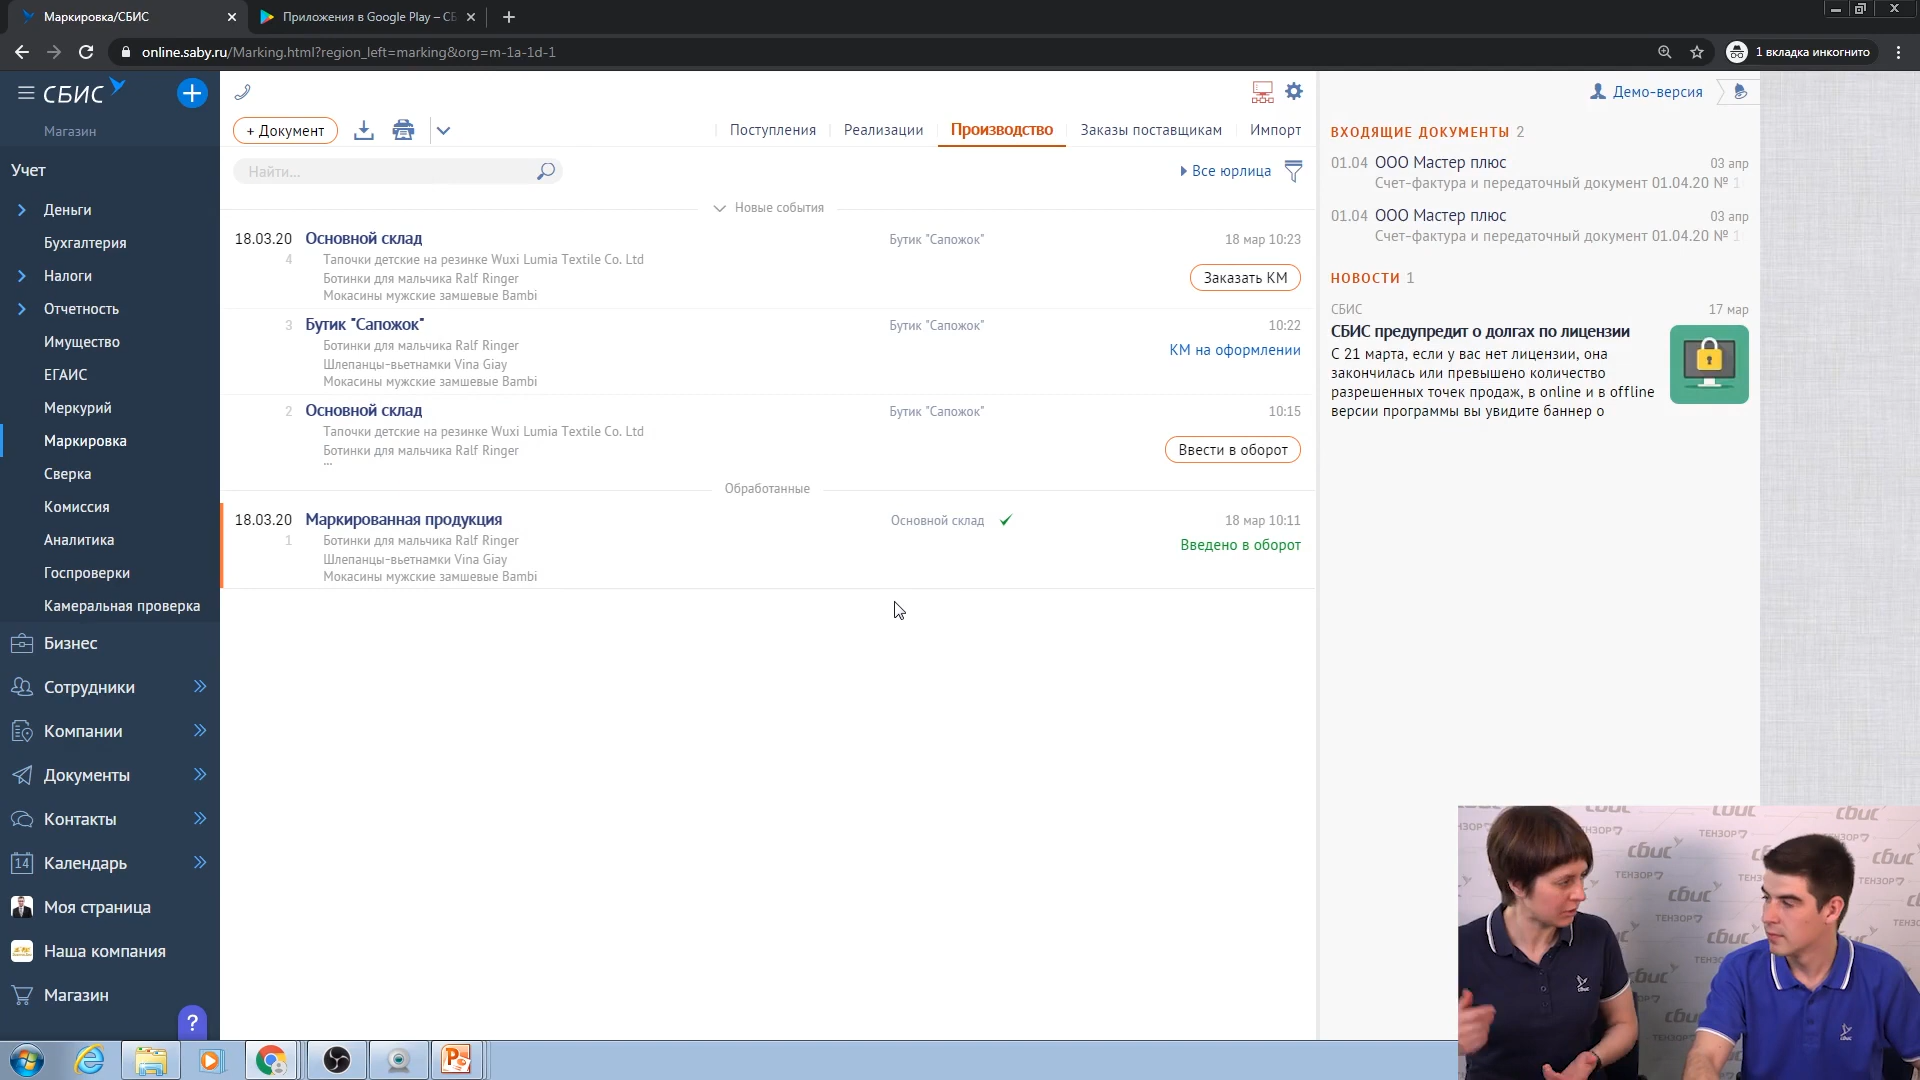 Маркировка/СБИС
Приложения в Google Play – СБ
online.saby.ru/Marking.html?region_left=marking&org=m-1a-1d-1
1 вкладка инкогнито
СБИС
Магазин
Учет
Деньги
Бухгалтерия
Налоги
Отчетность
Имущество
ЕГАИС
Меркурий
Маркировка
Сверка
Комиссия
Аналитика
Госпроверки
Камеральная проверка
Бизнес
Сотрудники
Компании
Документы
Контакты
14 Календарь
Моя страница
Наша компания
Магазин
?
+ Документ
Поступления
Реализации
Производство
Заказы поставщикам
Импорт
Найти...
Все юрлица
Новые события
18.03.20 Основной склад Бутик "Сапожок" 18 мар 10:23
4 Тапочки детские на резинке Wuxi Lumia Textile Co. Ltd
Ботинки для мальчика Ralf Ringer Заказать КМ
Мокасины мужские замшевые Bambi
3 Бутик "Сапожок" Бутик "Сапожок" 10:22
Ботинки для мальчика Ralf Ringer КМ на оформлении
Шлепанцы-вьетнамки Vina Giay
Мокасины мужские замшевые Bambi
2 Основной склад Бутик "Сапожок" 10:15
Тапочки детские на резинке Wuxi Lumia Textile Co. Ltd
Ботинки для мальчика Ralf Ringer Ввести в оборот
...
Обработанные
18.03.20 Маркированная продукция Основной склад 18 мар 10:11
1 Ботинки для мальчика Ralf Ringer Введено в оборот
Шлепанцы-вьетнамки Vina Giay
Мокасины мужские замшевые Bambi
Демо-версия
ВХОДЯЩИЕ ДОКУМЕНТЫ 2
01.04 ООО Мастер плюс 03 апр
Счет-фактура и передаточный документ 01.04.20 № 1
01.04 ООО Мастер плюс 03 апр
Счет-фактура и передаточный документ 01.04.20 № 1
НОВОСТИ 1
СБИС 17 мар
СБИС предупредит о долгах по лицензии
С 21 марта, если у вас нет лицензии, она
закончилась или превышено количество
разрешенных точек продаж, в online и в offline
версии программы вы увидите баннер о
сбис
ТЕНЗОР
сбис
ТЕНЗОР
сбис
ТЕНЗОР
сбис